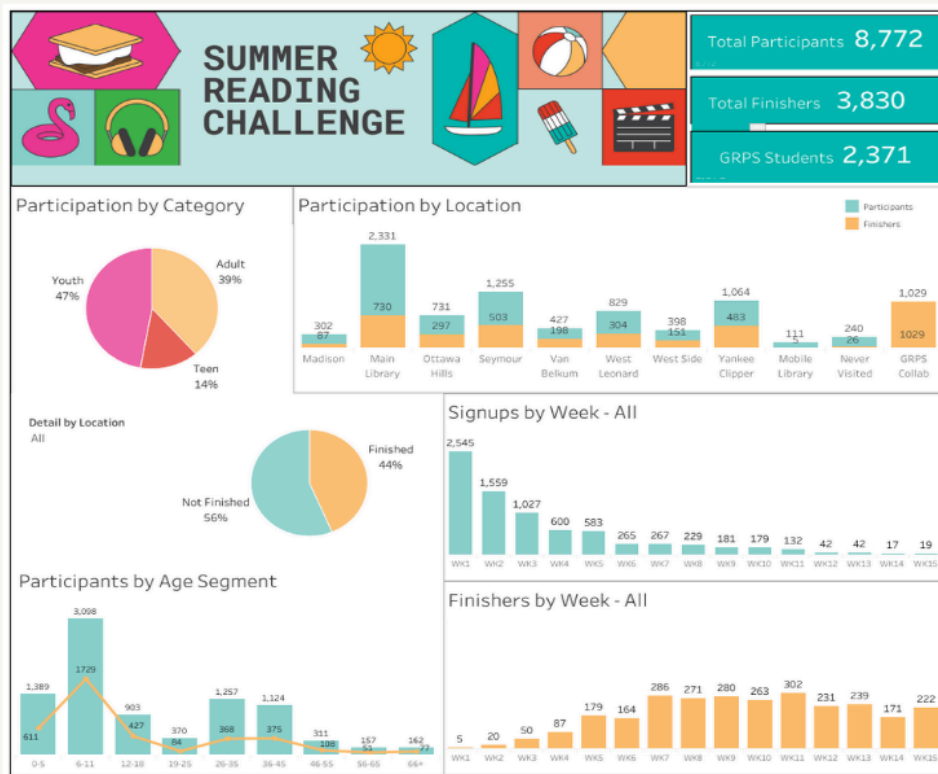 SUMMER
READING
CHALLENGE
Total Participants 8,772
Total Finishers 3,830
GRPS Students 2,371
Participation by Category
Youth
47%
Adult
39%
Teen
14%
Participation by Location
Participants
Finishers
2,331
1,255
1,064
1,029
731
829
302
427
398
111
240
87
730
297
503
198
304
151
483
5
26
1029
Madison
Main
Library
Ottawa
Hills
Seymour
Van
Belkum
West
Leonard
West Side
Yankee
Clipper
Mobile
Library
Never
Visited
GRPS
Collab
Detail by Location
All
Finished
44%
Not Finished
56%
Signups by Week - All
2,545
1,559
1,027
600
583
265
267
229
181
179
132
42
42
17
19
WK1 WK2 WK3 WK4 WK5 WK6 WK7 WK8 WK9 WK10 WK11 WK12 WK13 WK14 WK15
Participants by Age Segment
1,389
3,098
903
370
1,257
1,124
311
157
162
611
1729
427
84
368
375
108
51
77
0-5 6-11 12-18 19-25 26-35 36-45 46-55 56-65 66+
Finishers by Week - All
5
20
50
87
179
164
286
271
280
263
302
231
239
171
222
WK1 WK2 WK3 WK4 WK5 WK6 WK7 WK8 WK9 WK10 WK11 WK12 WK13 WK14 WK15